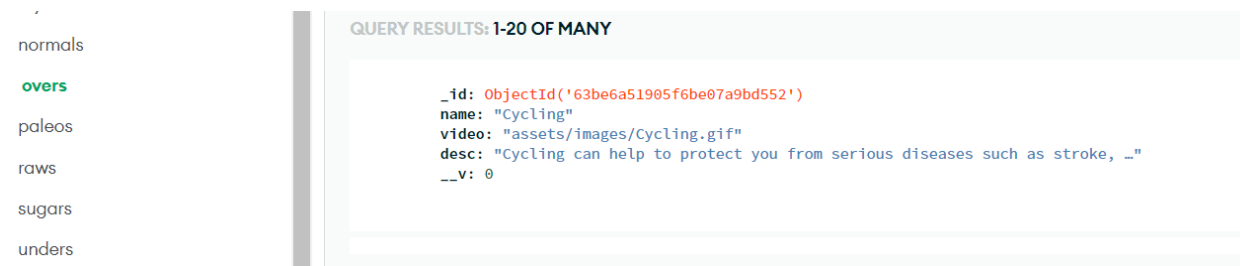 normals
overs
paleos
raws
sugars
unders
QUERY RESULTS: 1-20 OF MANY
_id: ObjectId('63be6a51905f6be07a9bd552')
name: "Cycling"
video: "assets/images/Cycling.gif"
desc: "Cycling can help to protect you from serious diseases such as stroke, …"
__v: 0